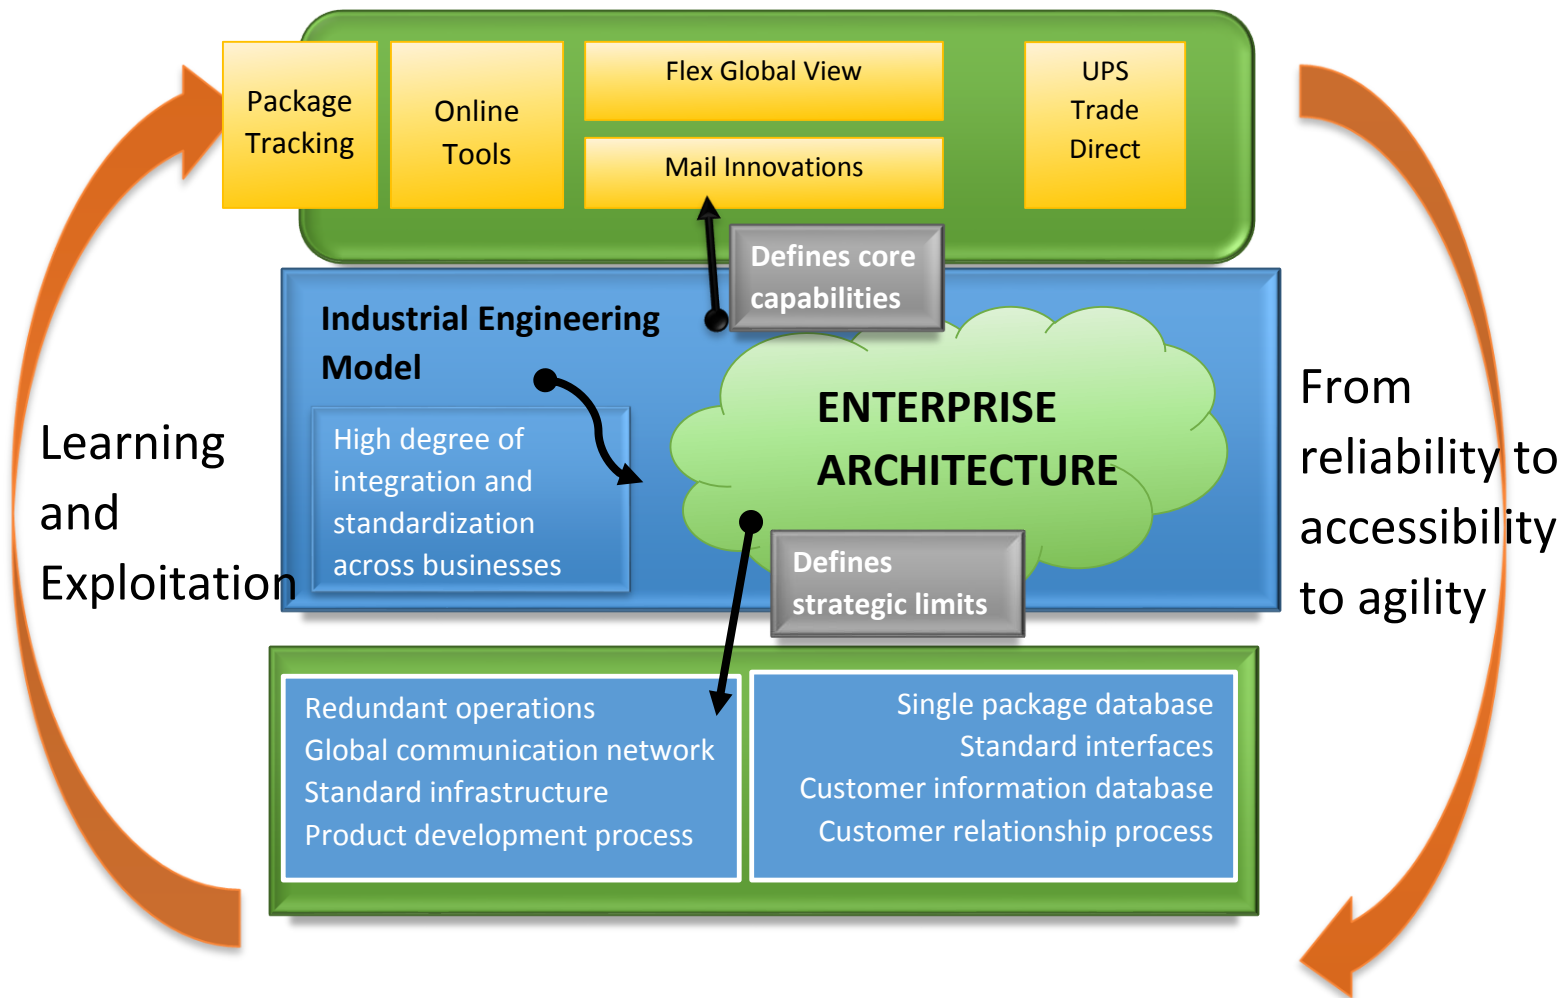 Package
Tracking
Online
Tools
Flex Global View
Mail Innovations
UPS
Trade
Direct
Defines core
capabilities
Industrial Engineering
Model
High degree of
integration and
standardization
across businesses
ENTERPRISE
ARCHITECTURE
Defines
strategic limits
Learning
and
Exploitation
From
reliability to
accessibility
to agility
Redundant operations
Global communication network
Standard infrastructure
Product development process
Single package database
Standard interfaces
Customer information database
Customer relationship process